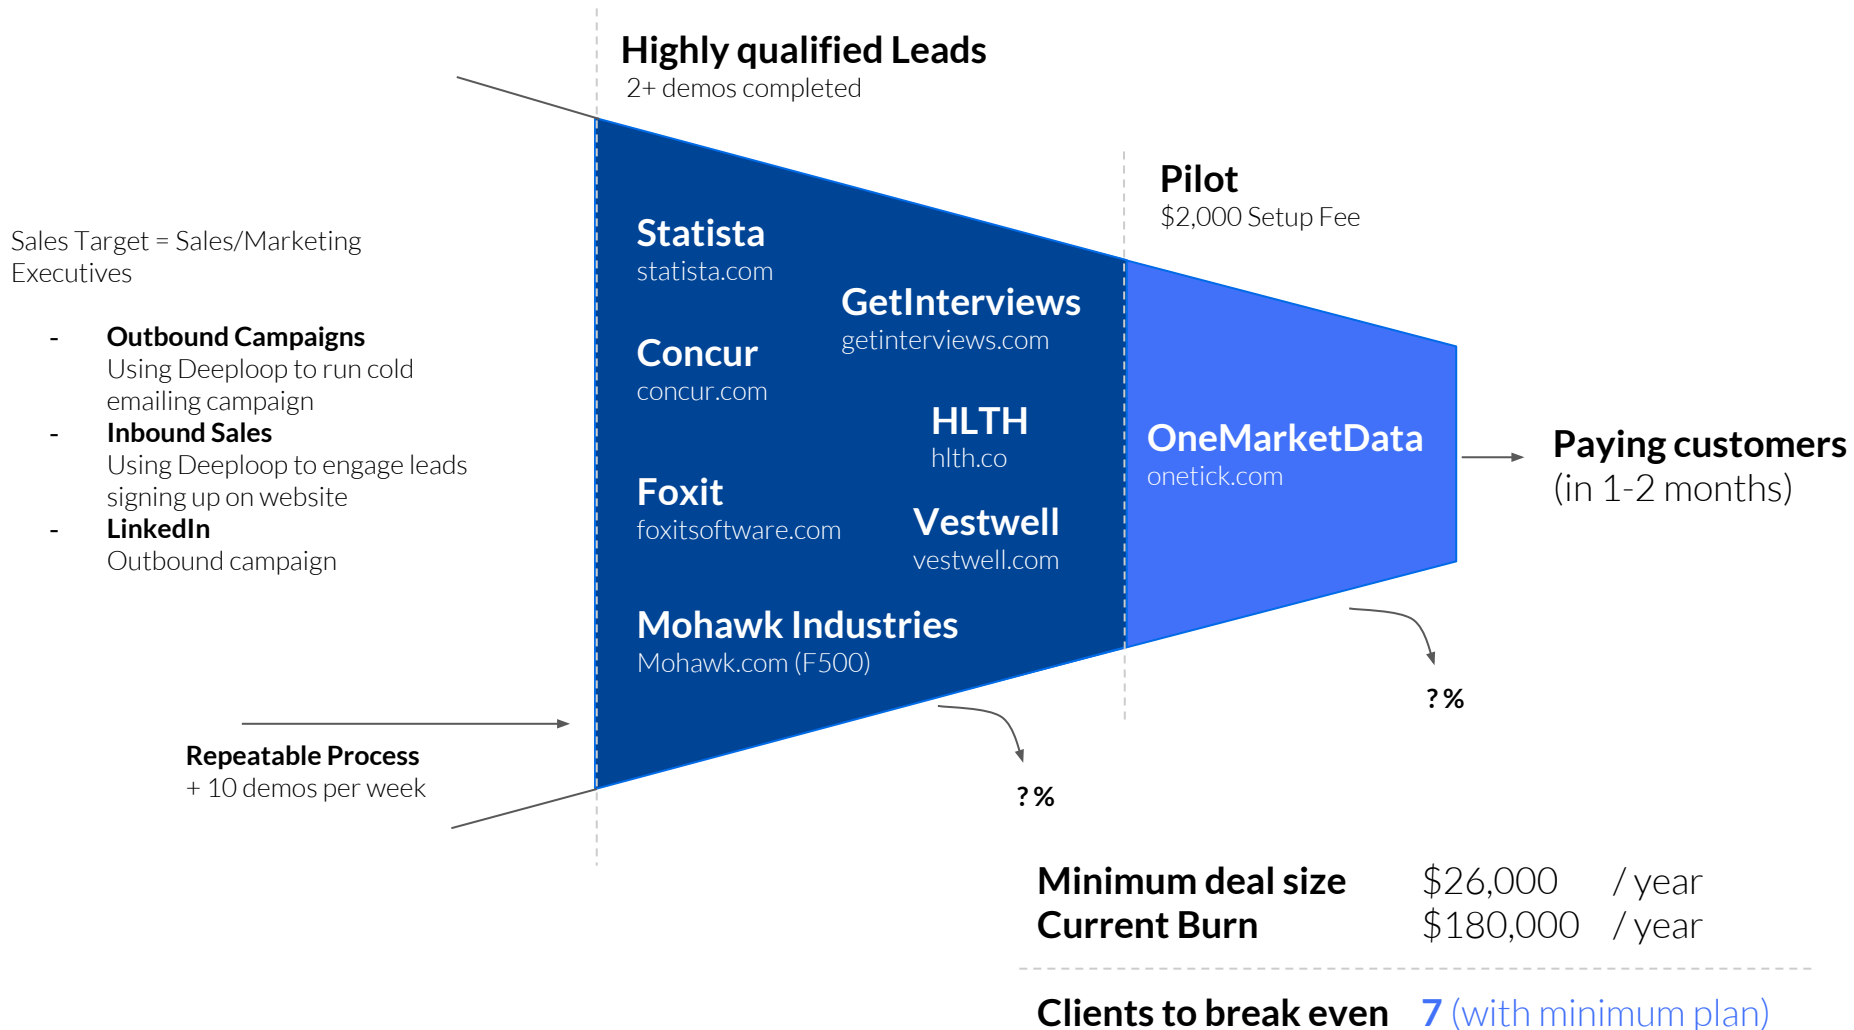 Highly qualified Leads
2+ demos completed
Pilot
$2,000 Setup Fee
Sales Target = Sales/Marketing
Executives
- Outbound Campaigns
Using Deeploop to run cold
emailing campaign
- Inbound Sales
Using Deeploop to engage leads
signing up on website
- LinkedIn
Outbound campaign
Repeatable Process
+ 10 demos per week
Statista
statista.com
GetInterviews
getinterviews.com
Concur
concur.com
HLTH
hlth.co
Foxit
foxitsoftware.com
Vestwell
vestwell.com
Mohawk Industries
Mohawk.com (F500)
OneMarketData
onetick.com
Paying customers
(in 1-2 months)
? %
? %
Minimum deal size $26,000 / year
Current Burn $180,000 / year
Clients to break even 7 (with minimum plan)